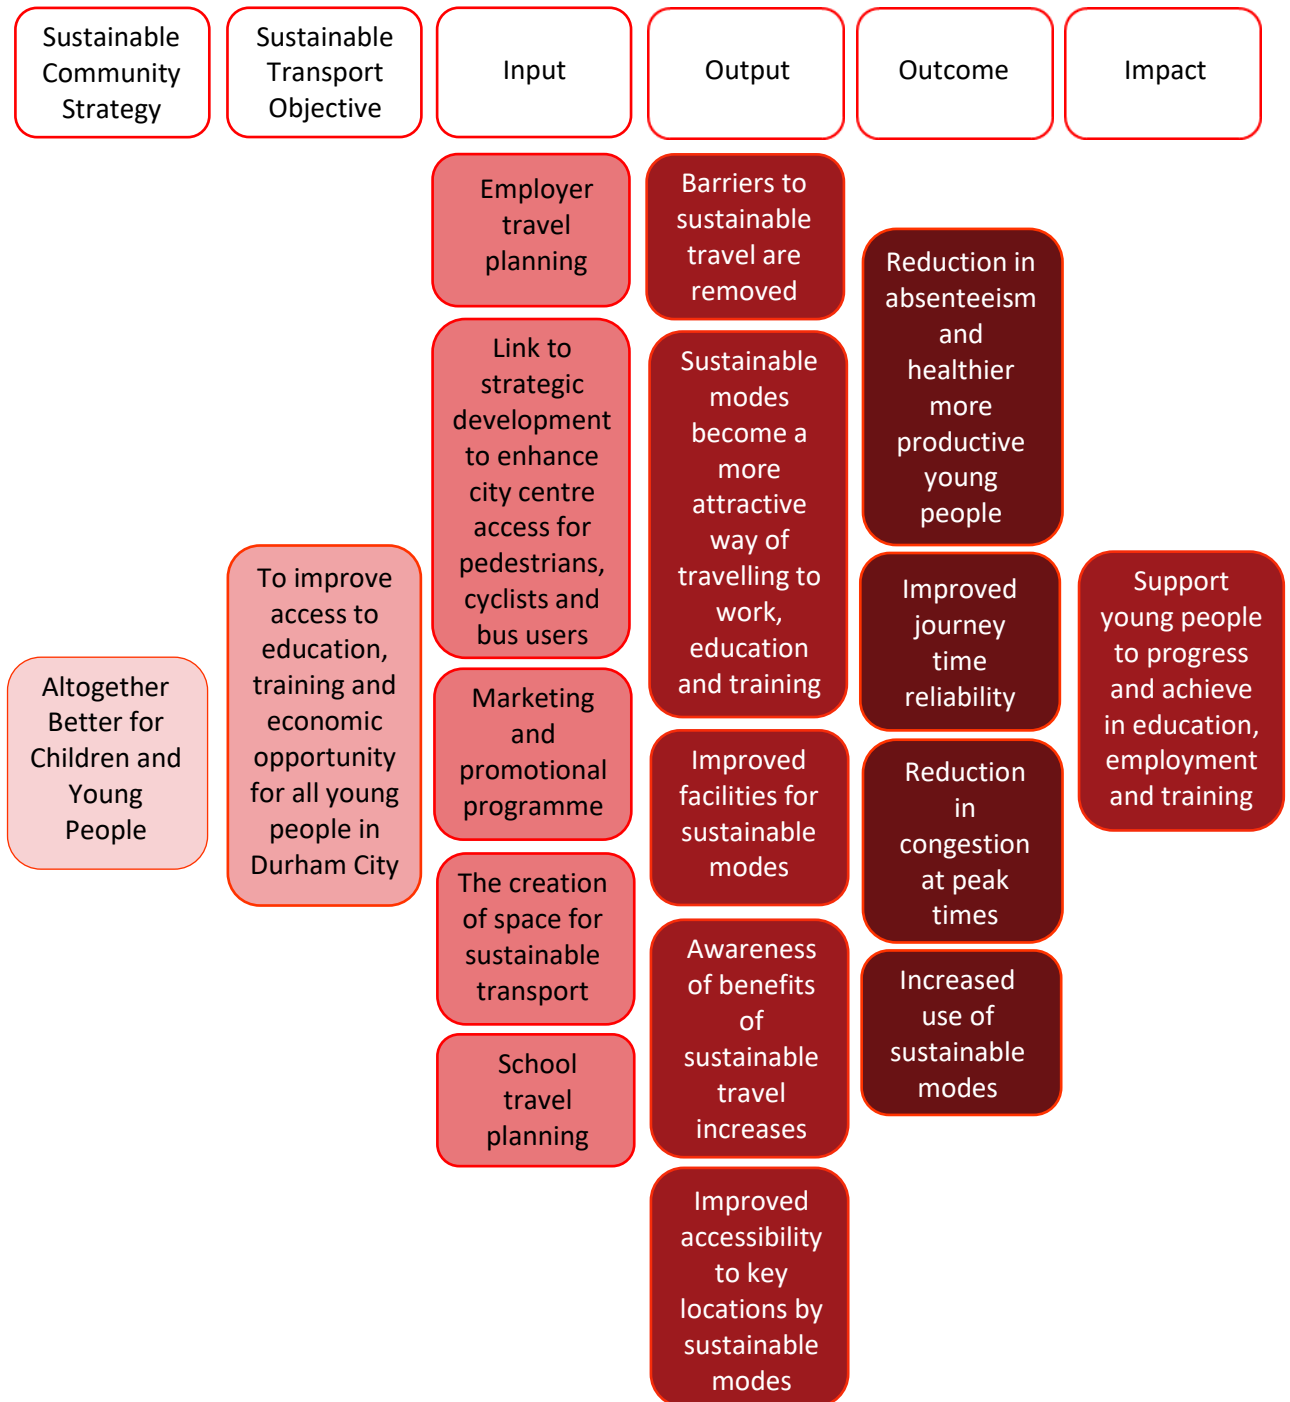 Sustainable
Community
Strategy
Sustainable
Transport
Objective
Input
Output
Outcome
Impact
Altogether
Better for
Children and
Young
People
To improve
access to
education,
training and
economic
opportunity
for all young
people in
Durham City
Employer
travel
planning
Link to
strategic
development
to enhance
city centre
access for
pedestrians,
cyclists and
bus users
Marketing
and
promotional
programme
The creation
of space for
sustainable
transport
School
travel
planning
Barriers to
sustainable
travel are
removed
Sustainable
modes
become a
more
attractive
way of
travelling to
work,
education
and training
Improved
facilities for
sustainable
modes
Awareness
of benefits
of
sustainable
travel
increases
Improved
accessibility
to key
locations by
sustainable
modes
Reduction in
absenteeism
and
healthier
more
productive
young
people
Improved
journey
time
reliability
Reduction
in
congestion
at peak
times
Increased
use of
sustainable
modes
Support
young people
to progress
and achieve
in education,
employment
and training